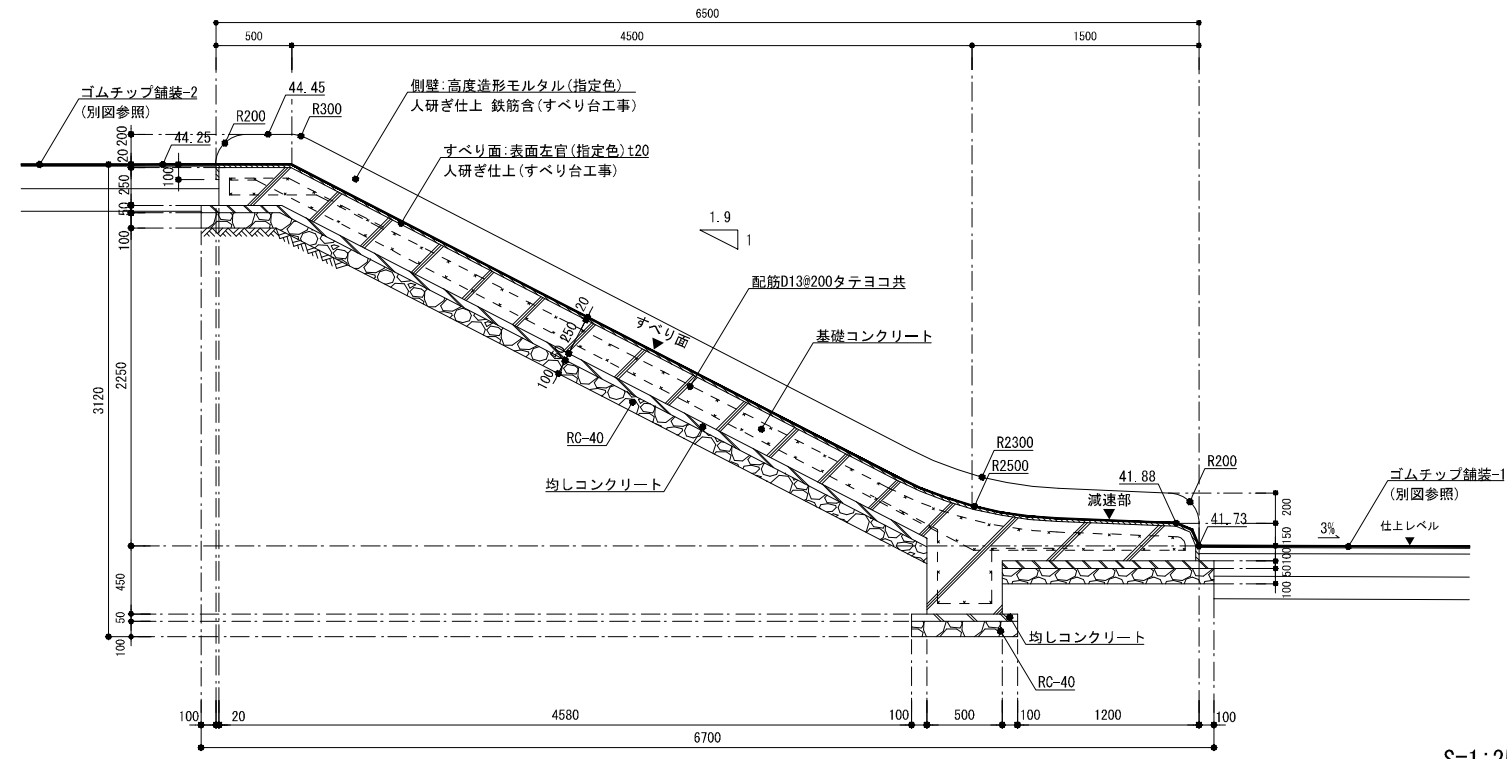 6500
500
4500
1500
ゴムチップ舗装-2
(別図参照)
44.45
R200
R300
44.25
側壁:高度造形モルタル(指定色)
人研ぎ仕上 鉄筋含(すべり台工事)
すべり面:表面左官(指定色)t20
人研ぎ仕上(すべり台工事)
200
20
250
50
100
100
1.9
1
配筋D13@200タテヨコ共
20
250
50
100
すべり面
基礎コンクリート
2250
3120
RC-40
均しコンクリート
R2300
R2500
41.88
減速部
R200
ゴムチップ舗装-1
(別図参照)
41.73
3%
仕上レベル
200
150
100
50
100
450
50
100
均しコンクリート
RC-40
100
20
4580
100
500
100
1200
100
6700